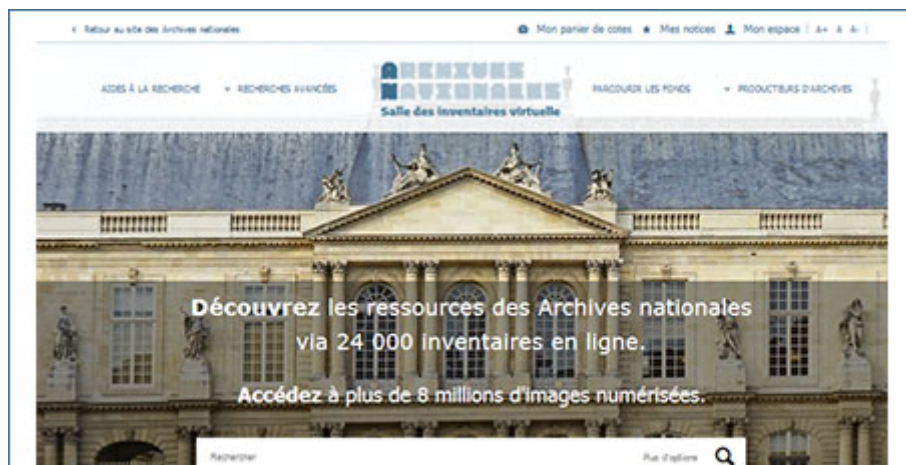 ‹ Retour au site des Archives nationales
Mon panier de cotes ★ Mes notices Mon espace | A+ A A- |
AIDES À LA RECHERCHE
RECHERCHES AVANCÉES
ARCHIVES
NATIONALES
Salle des inventaires virtuelle
PARCOURIR LES FONDS
PRODUCTEURS D'ARCHIVES
Découvrez les ressources des Archives nationales
via 24 000 inventaires en ligne.
Accédez à plus de 8 millions d'images numérisées.
Rechercher
Plus d'options